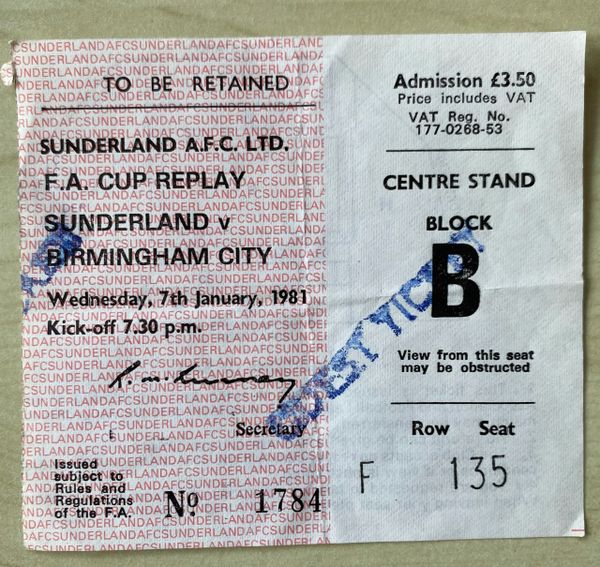 TO BE RETAINED
SUNDERLAND A.F.C. LTD.
F.A. CUP REPLAY
SUNDERLAND v
BIRMINGHAM CITY
Wednesday, 7th January, 1981
Kick-off 7.30 p.m.
Secretary
Issued
subject to
Rules and
Regulations
of the F.A.
No. 1784
Admission £3.50
Price includes VAT
VAT Reg. No.
177-0268-53
CENTRE STAND
BLOCK
B
View from this seat
may be obstructed
Row Seat
F 135